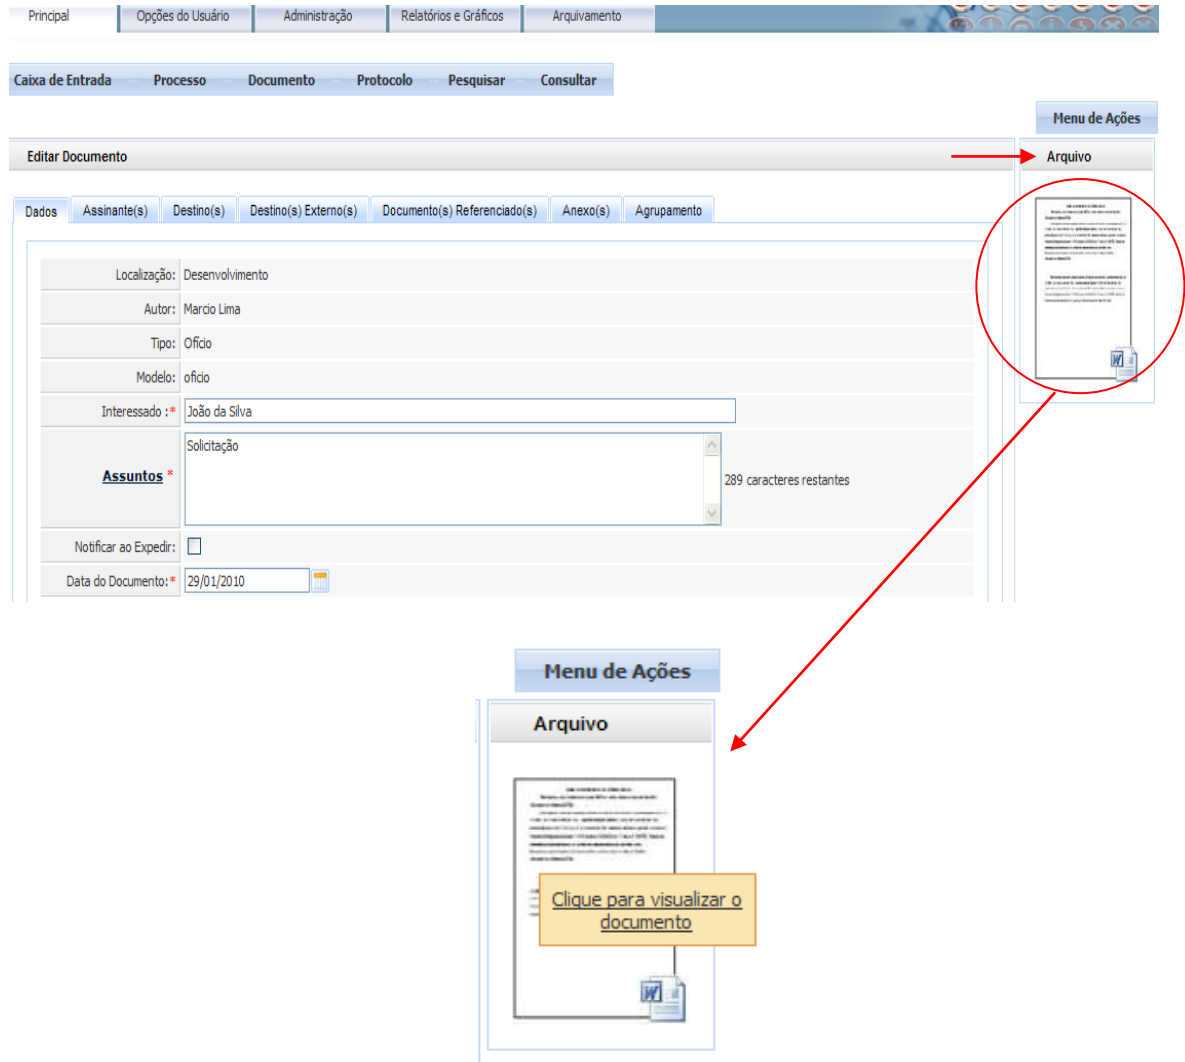 Principal Opções do Usuário Administração Relatórios e Gráficos Arquivamento
Caixa de Entrada Processo Documento Protocolo Pesquisar Consultar
Menu de Ações
Editar Documento
Arquivo
Dados Assinante(s) Destino(s) Destino(s) Externo(s) Documento(s) Referenciado(s) Anexo(s) Agrupamento
Localização: Desenvolvimento
Autor: Marcio Lima
Tipo: Ofício
Modelo: oficio
Interessado :* João da Silva
Solicitação
Assuntos *
289 caracteres restantes
Notificar ao Expedir:
Data do Documento:* 29/01/2010
Menu de Ações
Arquivo
Clique para visualizar o
documento